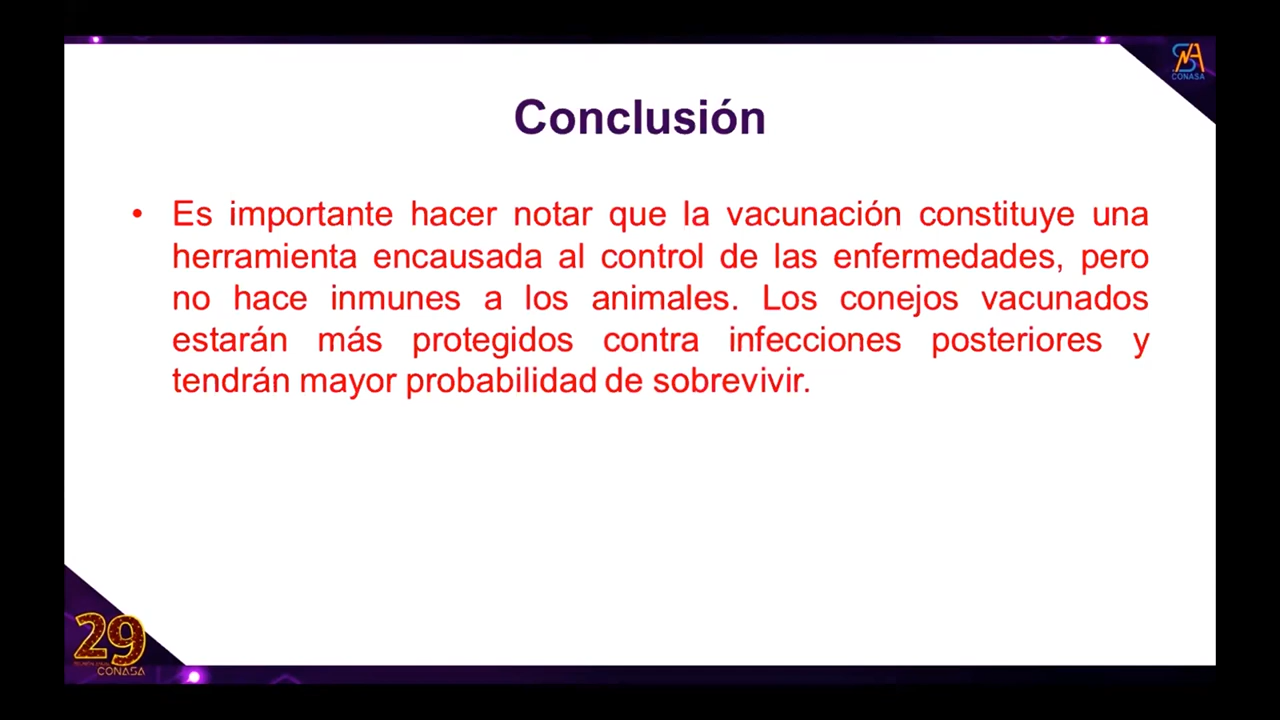 CONASA
Conclusión
• Es importante hacer notar que la vacunación constituye una
herramienta encausada al control de las enfermedades, pero
no hace inmunes a los animales. Los conejos vacunados
estarán más protegidos contra infecciones posteriores y
tendrán mayor probabilidad de sobrevivir.
29
CONASA